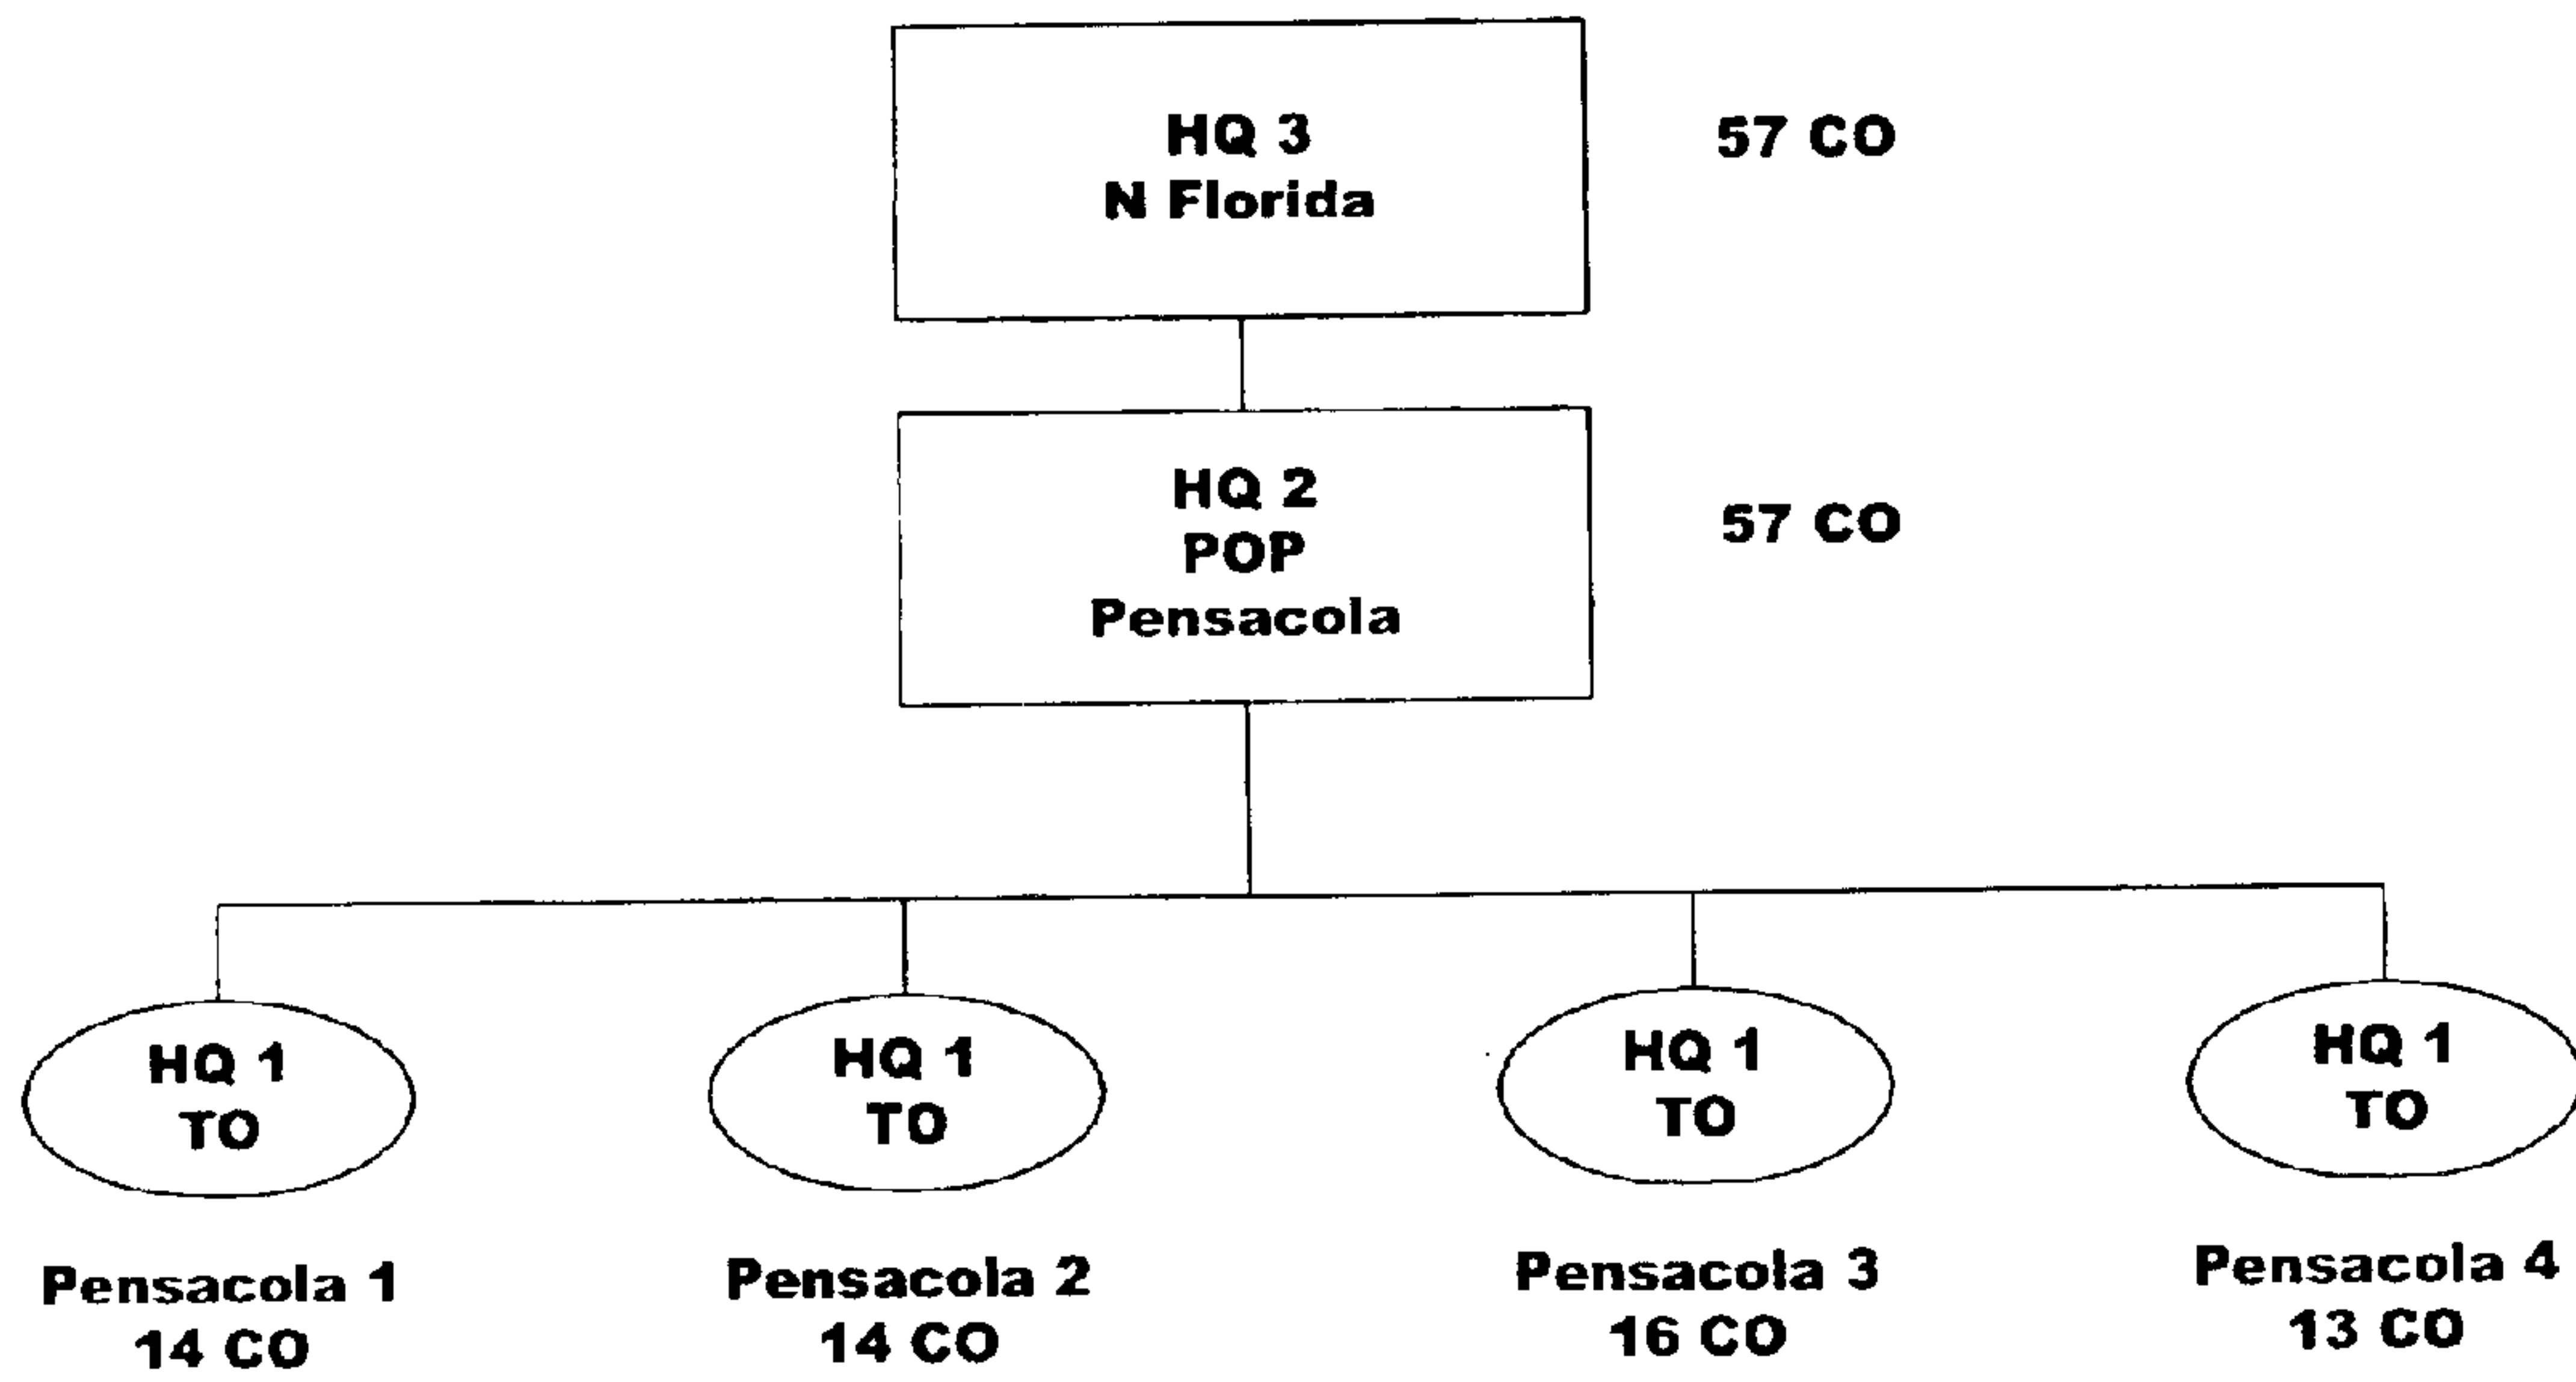 HQ 3
N Florida
57 CO
HQ 2
POP
Pensacola
57 CO
HQ 1
TO
HQ 1
TO
HQ 1
TO
HQ 1
TO
Pensacola 1
14 CO
Pensacola 2
14 CO
Pensacola 3
16 CO
Pensacola 4
13 CO